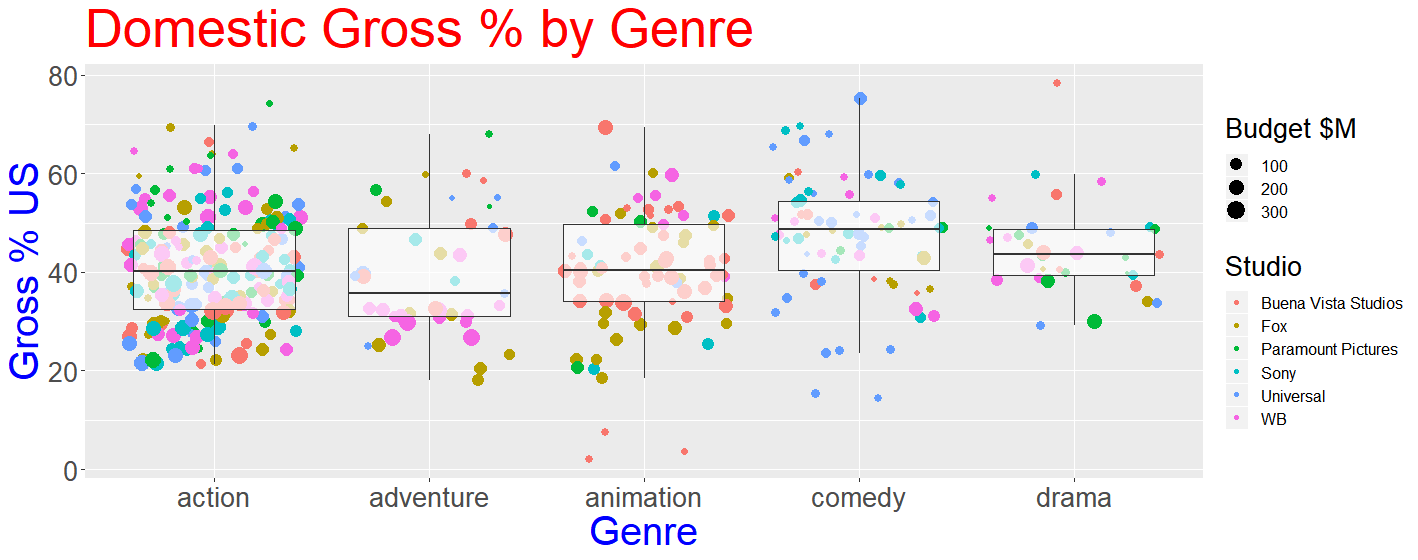 Domestic Gross % by Genre
Gross % US
80
60
40
20
0
action
adventure
animation
comedy
drama
Genre
Budget $M
100
200
300
Studio
Buena Vista Studios
Fox
Paramount Pictures
Sony
Universal
WB